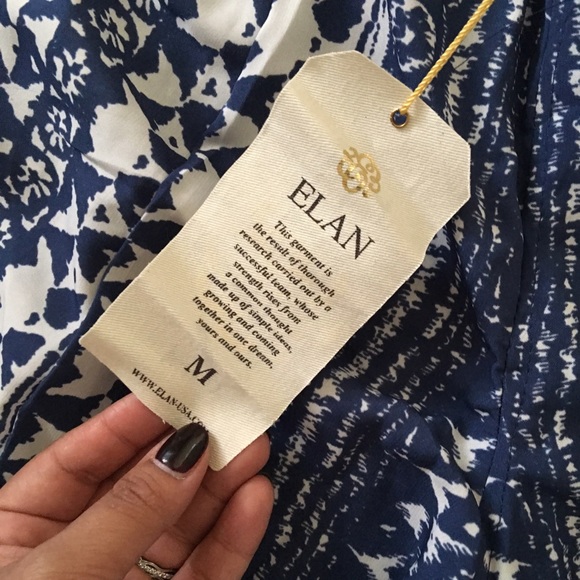 ELAN
This garment is
the result of thorough
research carried out by a
successful team, whose
strength rises from
a common thought
made up of simple ideas,
growing and coming
together in one dream,
yours and ours.
M
WWW.ELAN-USA.CO